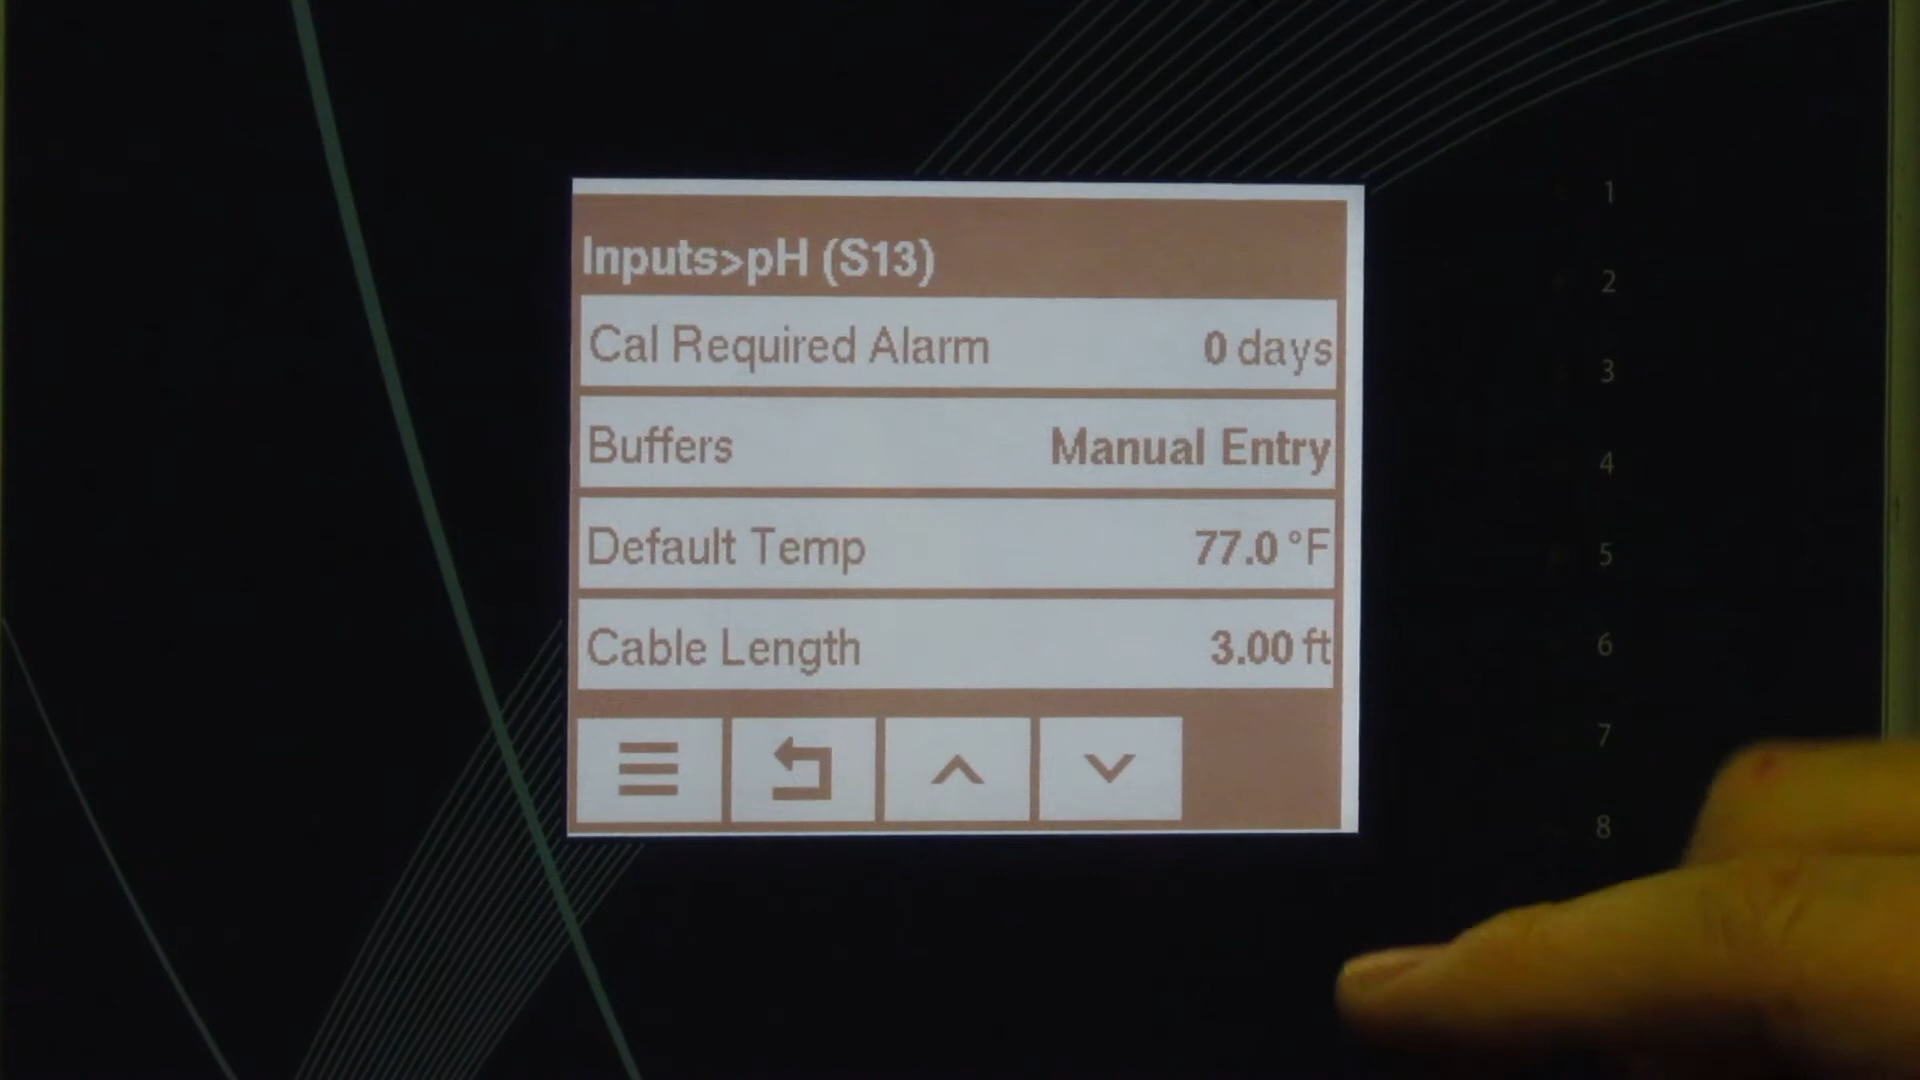 Inputs>pH (S13)
Cal Required Alarm 0 days
Buffers Manual Entry
Default Temp 77.0 °F
Cable Length 3.00 ft
1
2
3
4
5
6
7
8